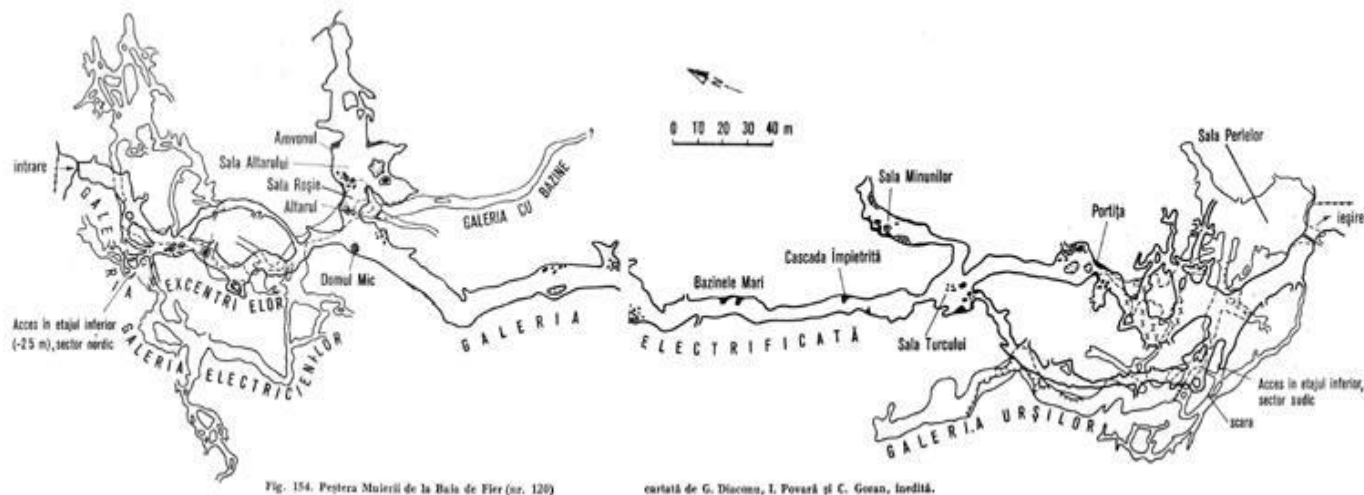 intrare
Amvonul
Sala Altarului
Sala Roșie
Altarul
GALERIA CU BAZINE
GALERIA EXCENTRI ELOR
Domul Mic
Acces în etajul inferior
(-25 m), sector nordic
GALERIA ELECTRICIENILOR
N
0 10 20 30 40 m
GALERIA ELECTRIFICATĂ
Bazinele Mari
Cascada Împietrită
Sala Minunilor
Sala Turcului
Portița
Sala Perlelor
ieșire
GALERIA URȘILOR
Acces în etajul inferior,
sector sudic
scara
?
Fig. 154. Peștera Muierii de la Baia de Fier (nr. 120)
cartată de G. Diaconu, I. Povară și C. Goran, inedită.